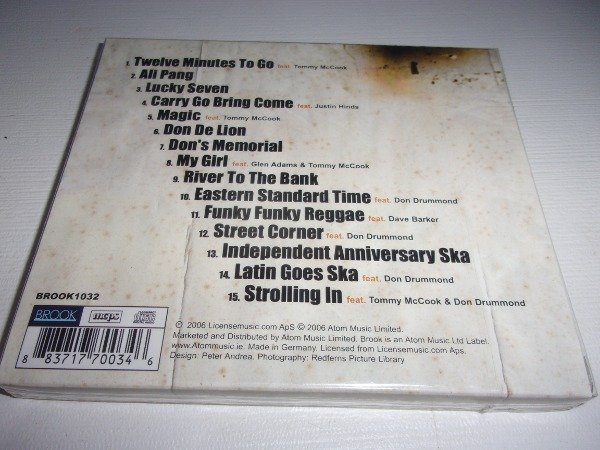 1. Twelve Minutes To Go feat. Tommy McCook
2. Ali Pang
3. Lucky Seven
4. Carry Go Bring Come feat. Justin Hinds
5. Magic feat. Tommy McCook
6. Don De Lion
7. Don's Memorial
8. My Girl feat. Glen Adams & Tommy McCook
9. River To The Bank
10. Eastern Standard Time feat. Don Drummond
11. Funky Funky Reggae feat. Dave Barker
12. Street Corner feat. Don Drummond
13. Independent Anniversary Ska
14. Latin Goes Ska feat. Don Drummond
15. Strolling In feat. Tommy McCook & Don Drummond
BROOK1032
BROOK mcps
8 83717 70034 6
℗ 2006 Licensemusic.com ApS © 2006 Atom Music Limited.
Marketed and Distributed by Atom Music Limited. Brook is an Atom Music Ltd Label.
www.Atommusic.ie. Made in Germany. Licensed from Licensemusic.com Aps.
Design: Peter Andrea, Photography: Redferns Picture Library